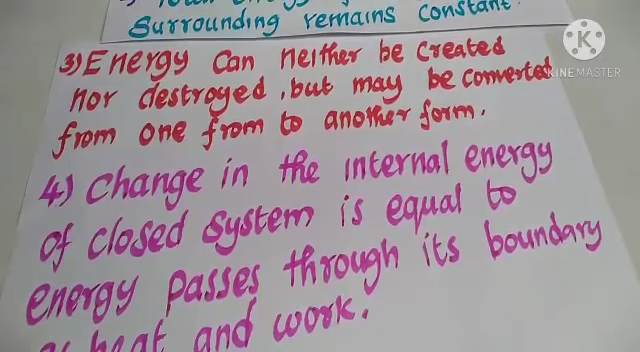 Surrounding remains constant.
KINEMASTER
3) Energy can neither be created
nor destroyed, but may be converted
from one from to another form.
4) Change in the internal energy
of closed system is equal to
energy passes through its boundary
as heat and work.